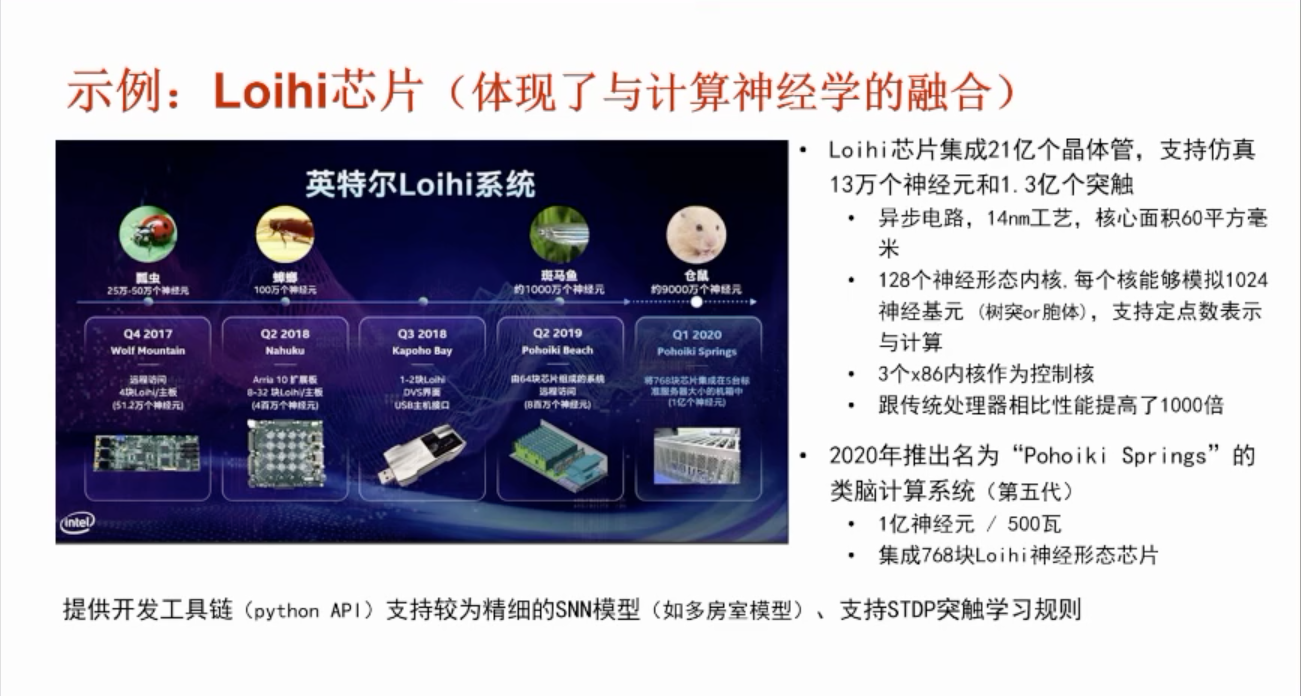 示例：Loihi芯片（体现了与计算神经学的融合）
英特尔Loihi系统
瓢虫
25万-50万个神经元
蟑螂
100万个神经元
斑马鱼
约1000万个神经元
仓鼠
约9000万个神经元
Q4 2017
Wolf Mountain
远程访问
4块Loihi/主板
(51.2万个神经元)
Q2 2018
Nahuku
Arria 10 扩展板
8-32 块 Loihi/主板
(4百万个神经元)
Q3 2018
Kapoho Bay
1-2块Loihi
DVS界面
USB主机接口
Q2 2019
Pohoiki Beach
由64块芯片组成的系统
远程访问
(8百万个神经元)
Q1 2020
Pohoiki Springs
将768块芯片集成在5台标
准服务器大小的机箱中
(1亿个神经元)
intel
• Loihi芯片集成21亿个晶体管，支持仿真
13万个神经元和1.3亿个突触
• 异步电路，14nm工艺，核心面积60平方毫
米
• 128个神经形态内核,每个核能够模拟1024
神经基元（树突or胞体），支持定点数表示
与计算
• 3个x86内核作为控制核
• 跟传统处理器相比性能提高了1000倍
• 2020年推出名为“Pohoiki Springs”的
类脑计算系统（第五代）
• 1亿神经元 / 500瓦
• 集成768块Loihi神经形态芯片
提供开发工具链（python API）支持较为精细的SNN模型（如多房室模型）、支持STDP突触学习规则